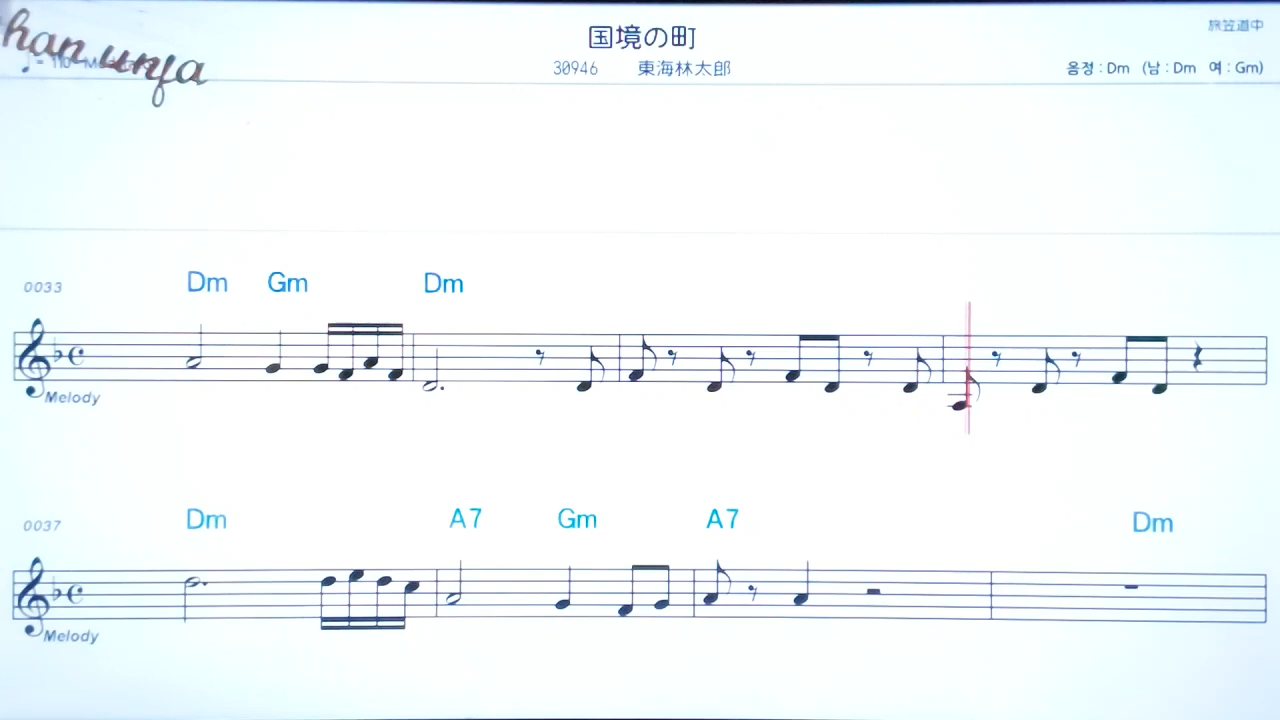 han unja
国境の町
旅笠道中
30946 東海林太郎
음정 : Dm (남 : Dm 여 : Gm)
Dm Gm Dm
0033
Melody
Dm A7 Gm A7 Dm
0037
Melody